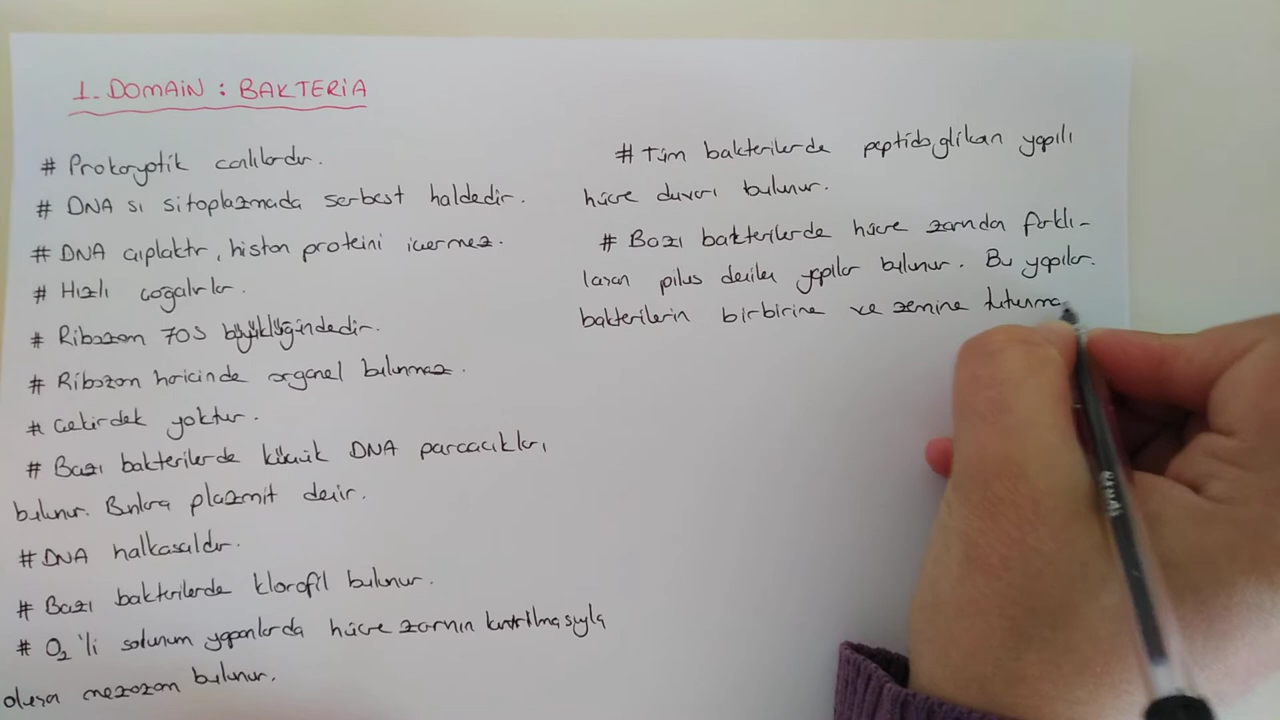 1. DOMAİN : BAKTERİA
# Prokaryotik canlılardır.
# DNA sı sitoplazmada serbest haldedir.
# DNA çıplaktır, histon proteini içermez.
# Hızlı çoğalırlar.
# Ribozom 70S büyüklüğündedir.
# Ribozom haricinde organel bulunmaz.
# Çekirdek yoktur.
# Bazı bakterilerde küçük DNA parçacıkları
bulunur. Bunlara plazmit denir.
# DNA halkasaldır.
# Bazı bakterilerde klorofil bulunur.
# O₂'li solunum yapanlarda hücre zarının kıvrılmasıyla
oluşan mezozom bulunur.
# Tüm bakterilerde peptidoglikan yapılı
hücre duvarı bulunur.
# Bazı bakterilerde hücre zarında farklı-
laşan pilus denilen yapılar bulunur. Bu yapılar
bakterilerin birbirine ve zemine tutunma